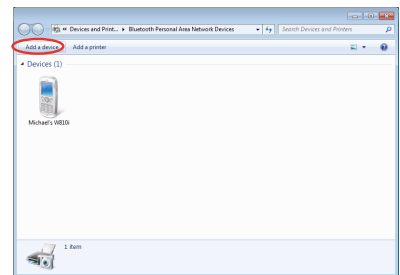 « Devices and Print... ▸ Bluetooth Personal Area Network Devices
Search Devices and Printers
Add a device
Add a printer
Devices (1)
Michael's W810i
1 item